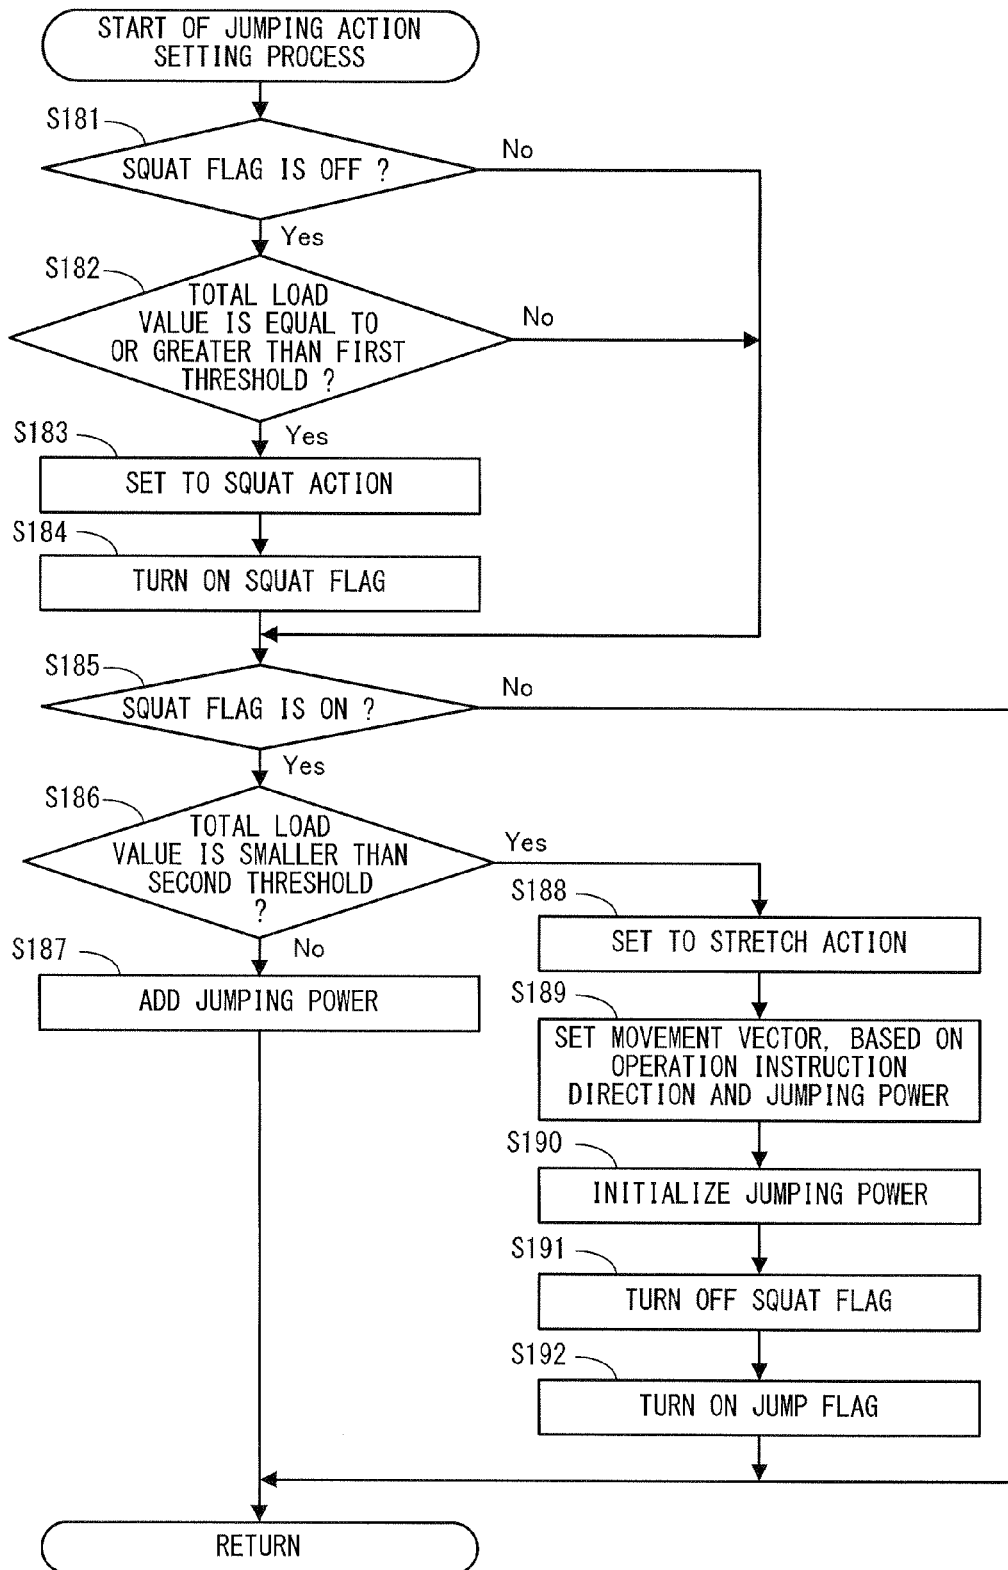 START OF JUMPING ACTION
SETTING PROCESS
S181
SQUAT FLAG IS OFF ?
No
Yes
S182
TOTAL LOAD
VALUE IS EQUAL TO
OR GREATER THAN FIRST
THRESHOLD ?
No
Yes
S183
SET TO SQUAT ACTION
S184
TURN ON SQUAT FLAG
S185
SQUAT FLAG IS ON ?
No
Yes
S186
TOTAL LOAD
VALUE IS SMALLER THAN
SECOND THRESHOLD
?
Yes
No
S187
ADD JUMPING POWER
S188
SET TO STRETCH ACTION
S189
SET MOVEMENT VECTOR, BASED ON
OPERATION INSTRUCTION
DIRECTION AND JUMPING POWER
S190
INITIALIZE JUMPING POWER
S191
TURN OFF SQUAT FLAG
S192
TURN ON JUMP FLAG
RETURN